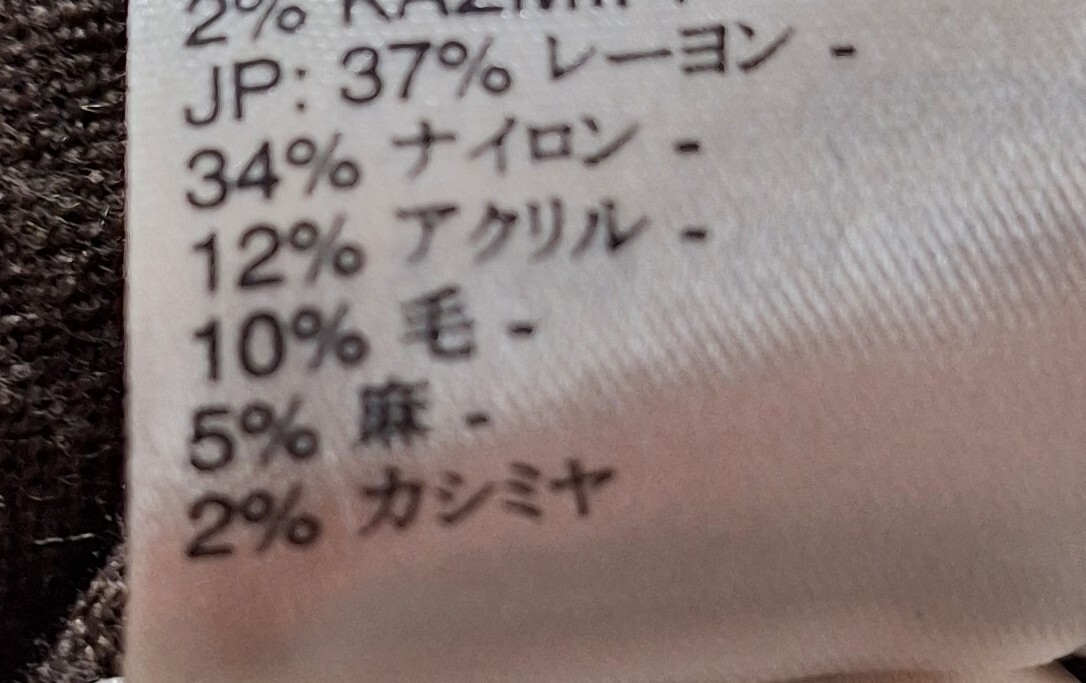 2%
JP: 37% レーヨン -
34% ナイロン -
12% アクリル -
10% 毛 -
5% 麻 -
2% カシミヤ